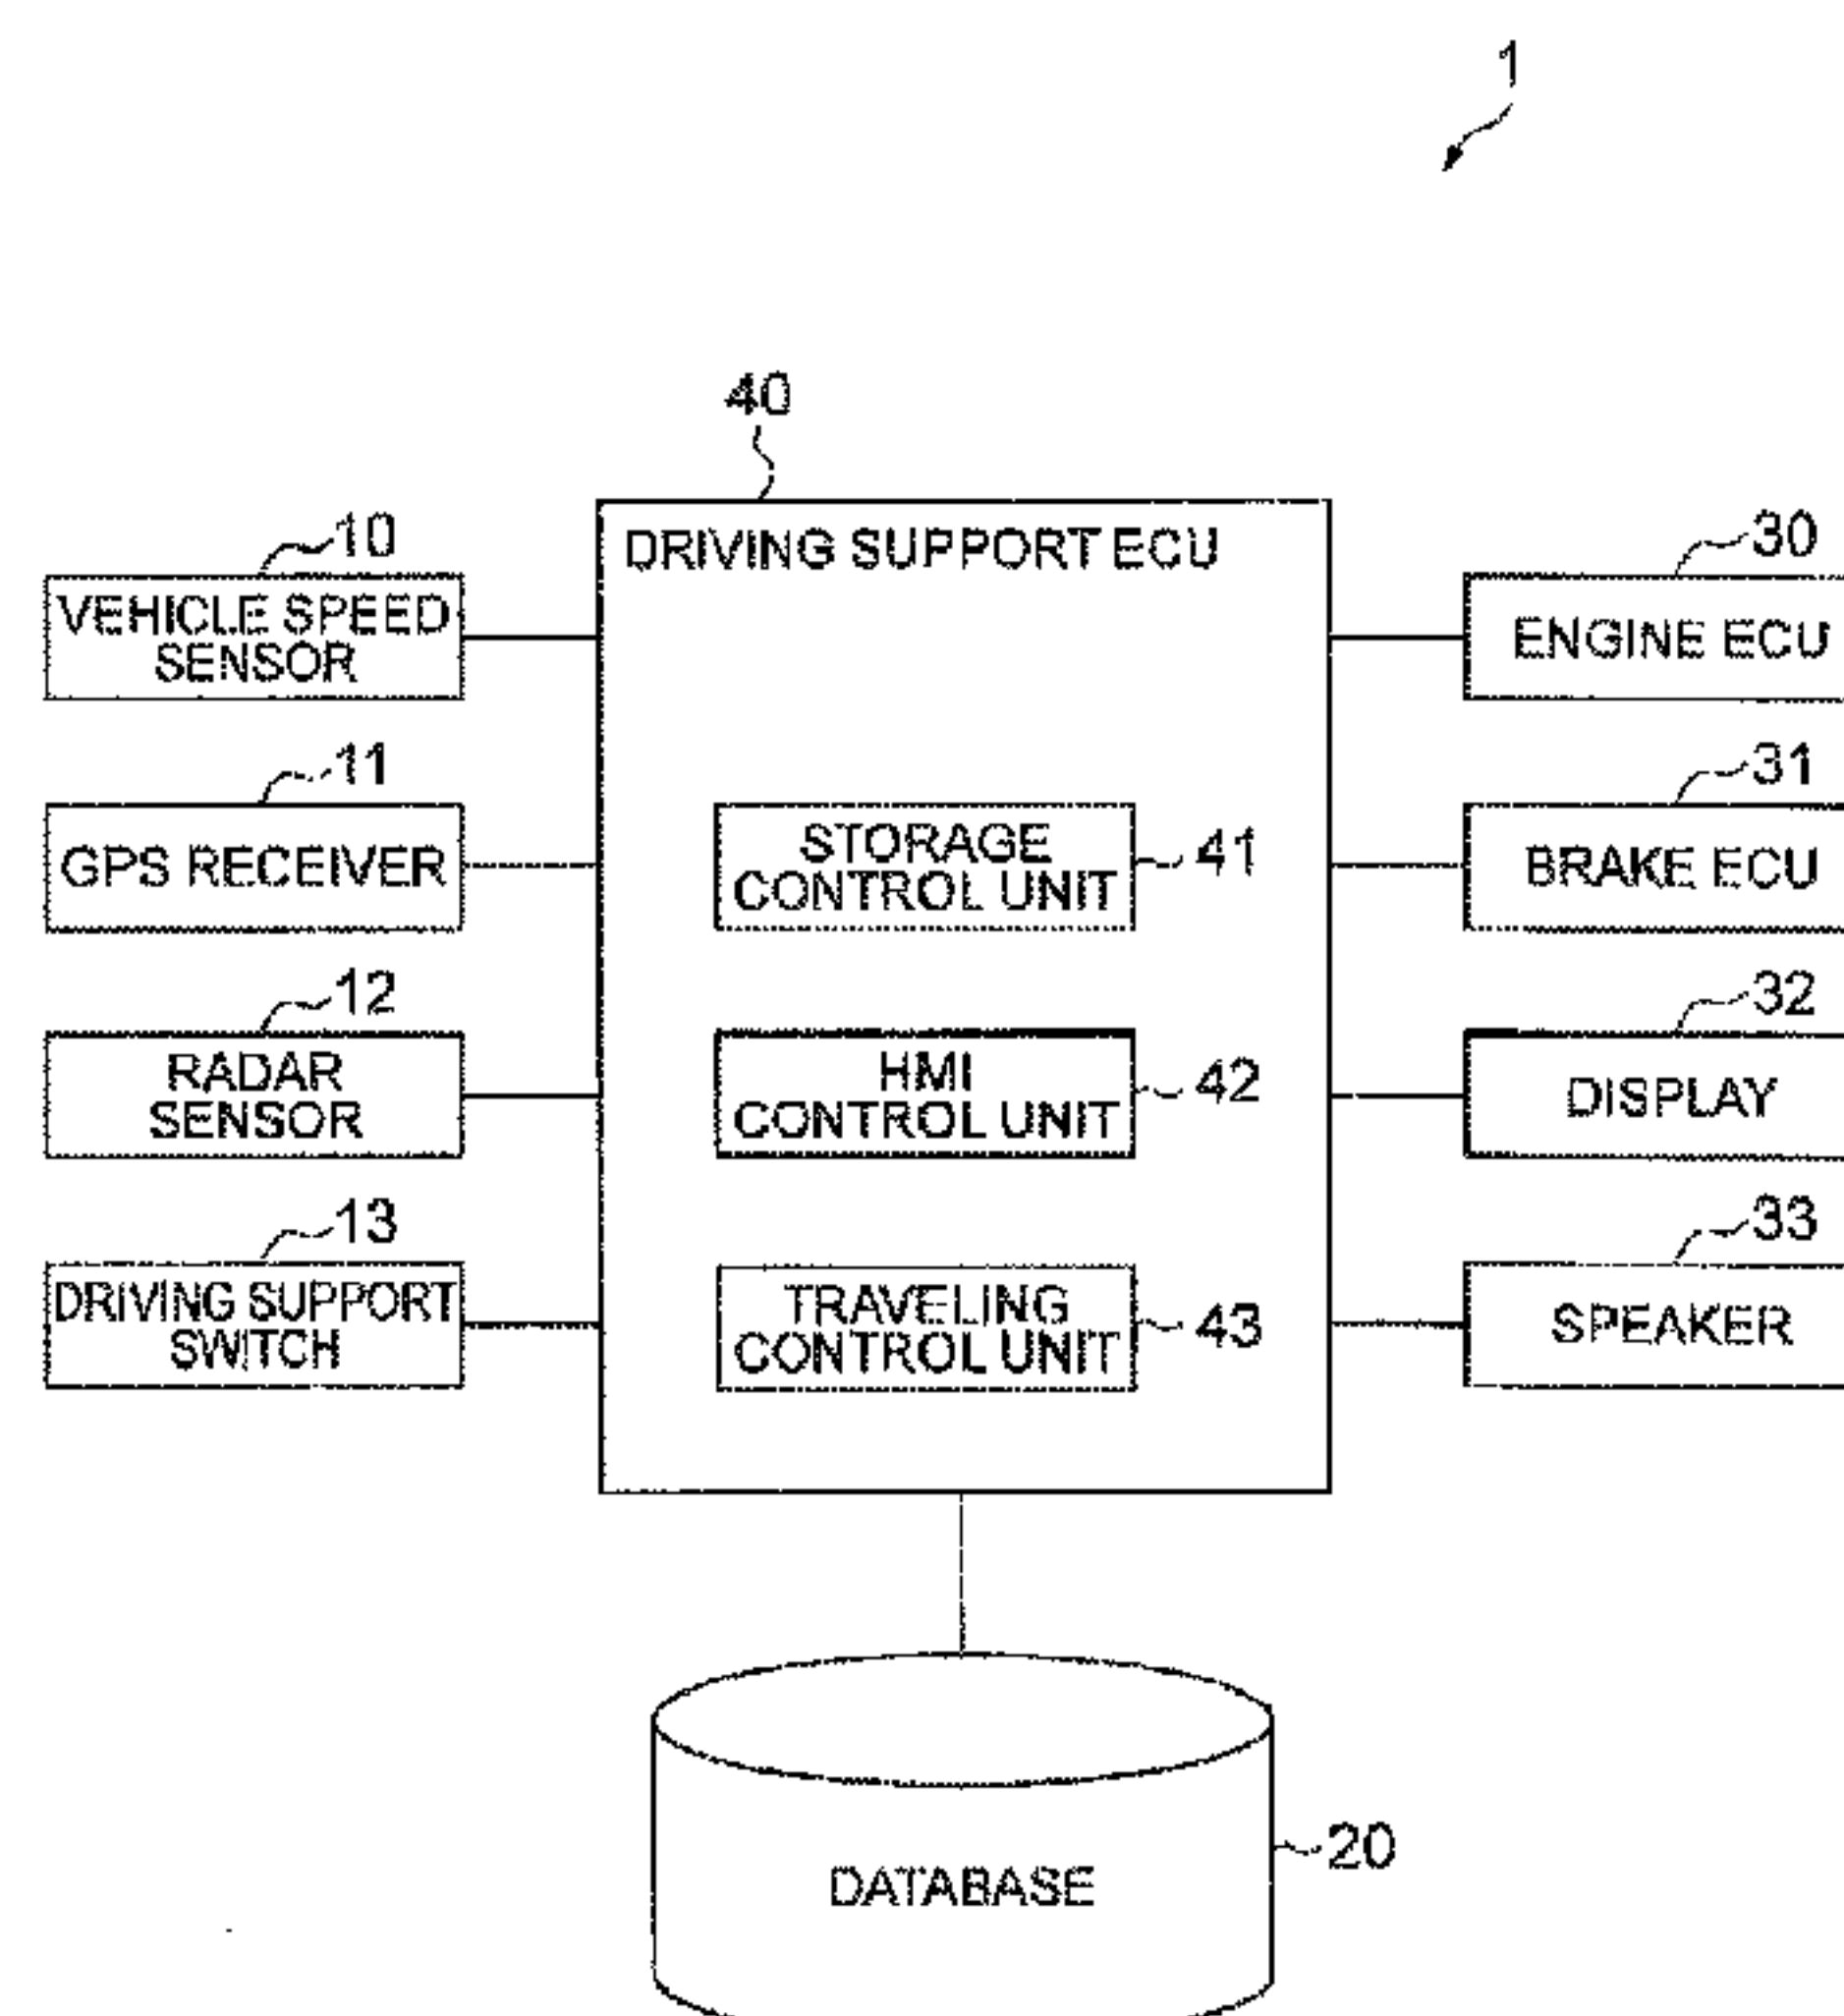 1
40
DRIVING SUPPORT ECU
10
VEHICLE SPEED
SENSOR
11
GPS RECEIVER
12
RADAR
SENSOR
13
DRIVING SUPPORT
SWITCH
STORAGE
CONTROL UNIT
41
HMI
CONTROL UNIT
42
TRAVELING
CONTROL UNIT
43
30
ENGINE ECU
31
BRAKE ECU
32
DISPLAY
33
SPEAKER
20
DATABASE